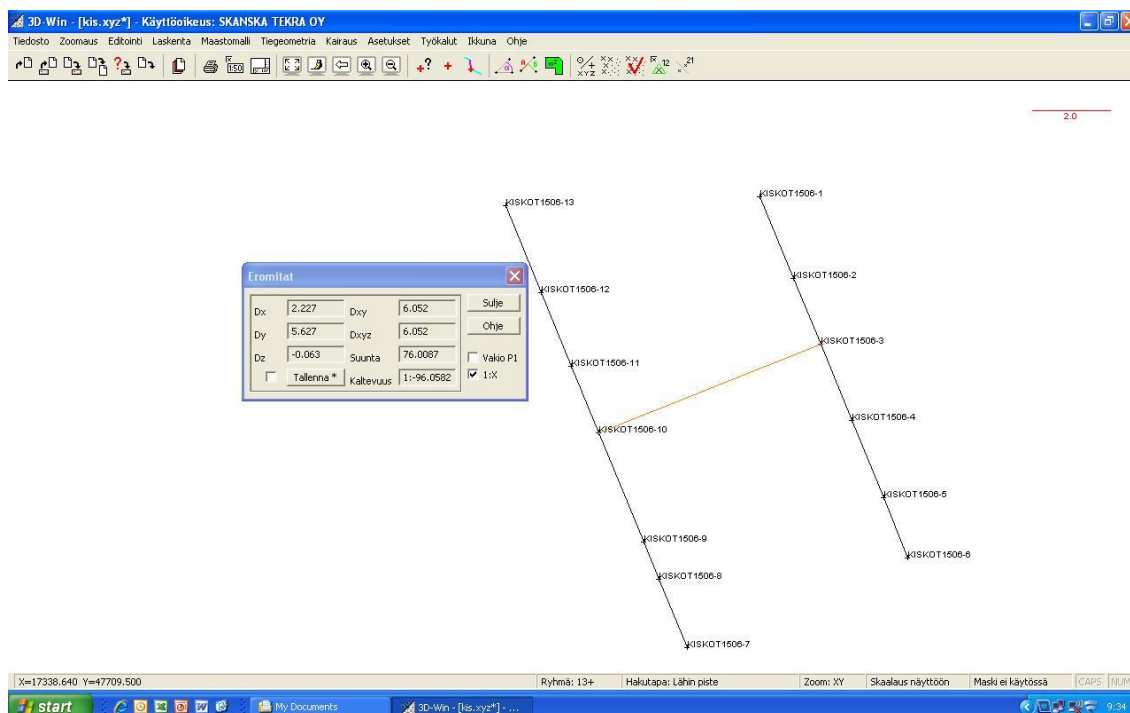 3D-Win - [kis.xyz*] - Käyttöoikeus: SKANSKA TEKRA OY
Tiedosto Zoomaus Editointi Laskenta Maastomalli Tiegeometria Kairaus Asetukset Työkalut Ikkuna Ohje
2.0
KISKOT1506-1
KISKOT1506-13
KISKOT1506-2
KISKOT1506-12
KISKOT1506-3
KISKOT1506-11
KISKOT1506-4
KISKOT1506-10
KISKOT1506-5
KISKOT1506-9
KISKOT1506-6
KISKOT1506-8
KISKOT1506-7
Eromitat
Dx 2.227 Dxy 6.052 Sulje
Dy 5.627 Dxyz 6.052 Ohje
Dz -0.063 Suunta 76.0087 Vakio P1
Tallenna * Kaltevuus 1:-96.0582 1:X
X=17338.640 Y=47709.500 Ryhmä: 13+ Hakutapa: Lähin piste Zoom: XY Skaalaus näyttöön Maski ei käytössä CAPS NUM
start My Documents 3D-Win - [kis.xyz*] - ... 9:34